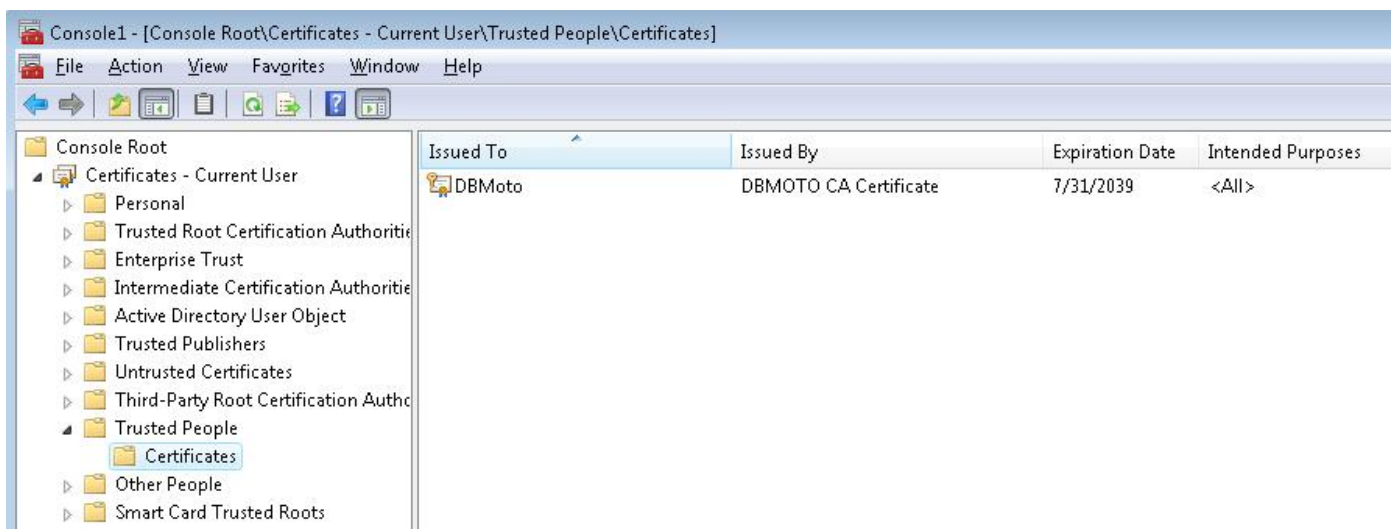 Console1 - [Console Root\Certificates - Current User\Trusted People\Certificates]
File Action View Favorites Window Help
Console Root
Certificates - Current User
Personal
Trusted Root Certification Authoritie
Enterprise Trust
Intermediate Certification Authoritie
Active Directory User Object
Trusted Publishers
Untrusted Certificates
Third-Party Root Certification Autho
Trusted People
Certificates
Other People
Smart Card Trusted Roots
Issued To Issued By Expiration Date Intended Purposes
DBMoto DBMOTO CA Certificate 7/31/2039 <All>